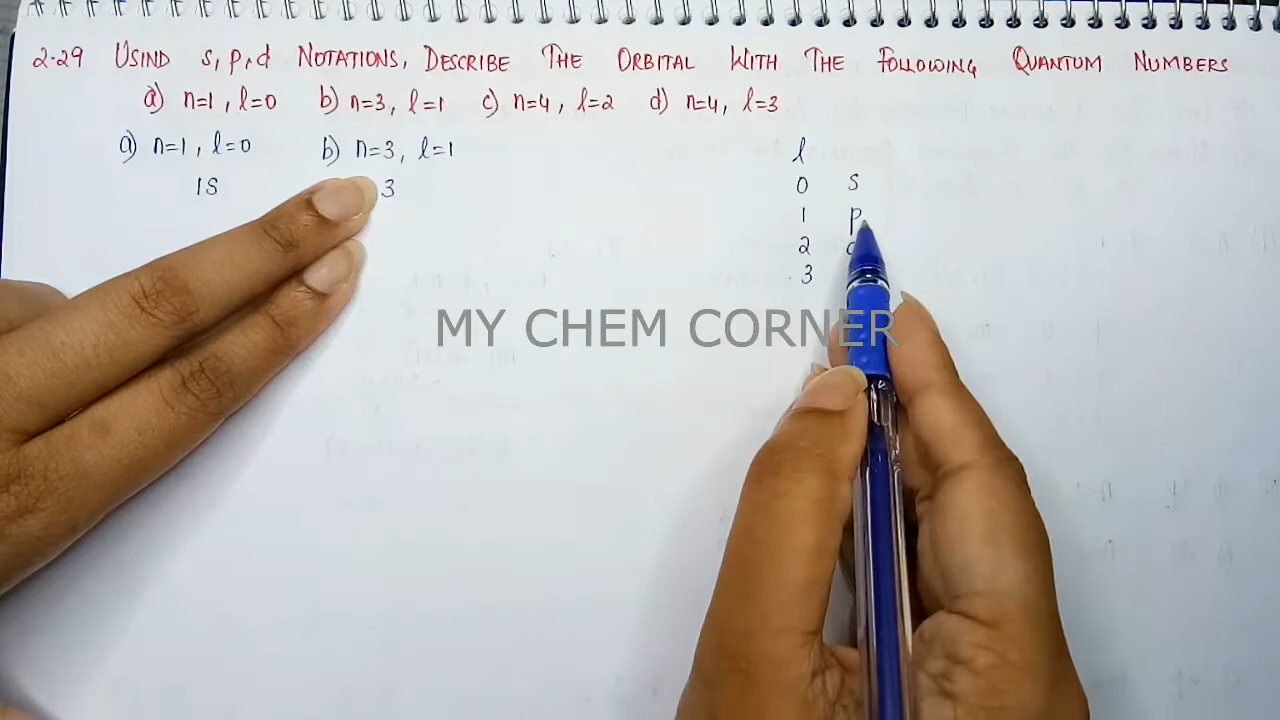 2.29 USIND s, p, d NOTATIONS, DESCRIBE THE ORBITAL WITH THE FOLLOWING QUANTUM NUMBERS
a) n=1, l=0 b) n=3, l=1 c) n=4, l=2 d) n=4, l=3
a) n=1, l=0 b) n=3, l=1
1S 3
l
0 s
1 p
2
3
MY CHEM CORNER